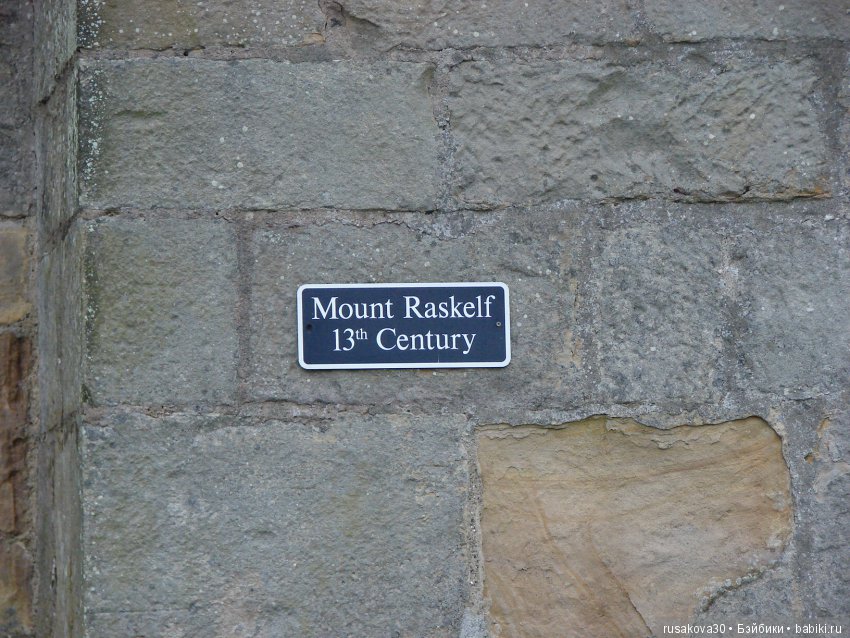 Mount Raskelf
13th Century
rusakova30 • Бэйбики • babiki.ru